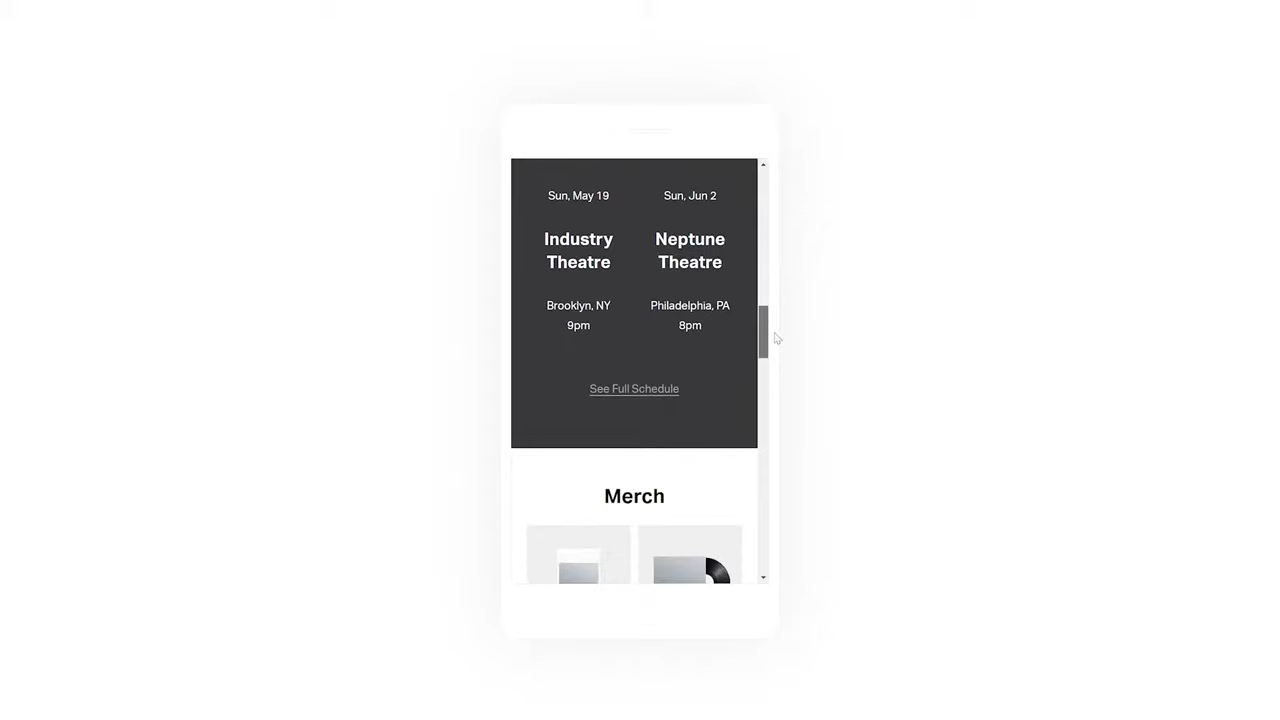 Sun, May 19
Industry
Theatre
Brooklyn, NY
9pm
Sun, Jun 2
Neptune
Theatre
Philadelphia, PA
8pm
See Full Schedule
Merch